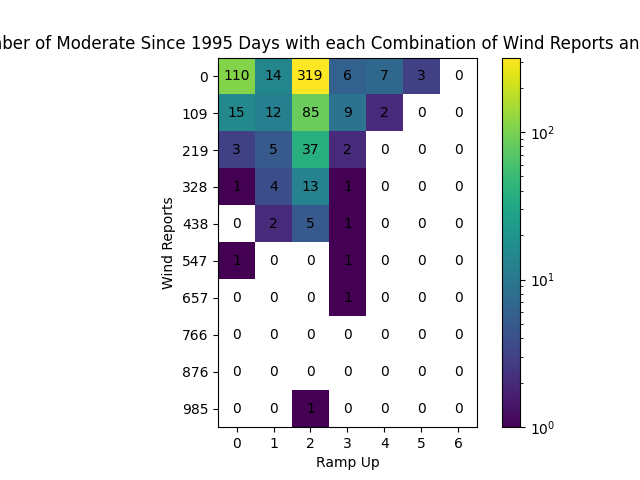 of Moderate Since 1995 Days with each Combination of Wind Reports
0 110 14 319 6 7 3 0
109 15 12 85 9 2 0 0
219 3 5 37 2 0 0 0
328 1 4 13 1 0 0 0
438 0 2 5 1 0 0 0
547 1 0 0 1 0 0 0
657 0 0 0 1 0 0 0
766 0 0 0 0 0 0 0
876 0 0 0 0 0 0 0
985 0 0 1 0 0 0 0
0 1 2 3 4 5 6
Ramp Up
Wind Reports
10²
10¹
10⁰